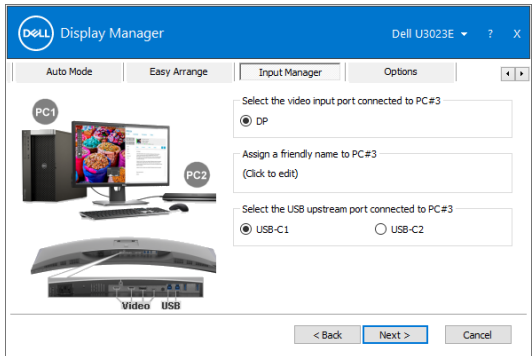 DELL Display Manager
Dell U3023E ? X
Auto Mode Easy Arrange Input Manager Options
PC1
PC2
Video USB
Select the video input port connected to PC#3
DP
Assign a friendly name to PC#3
(Click to edit)
Select the USB upstream port connected to PC#3
USB-C1 USB-C2
< Back Next > Cancel